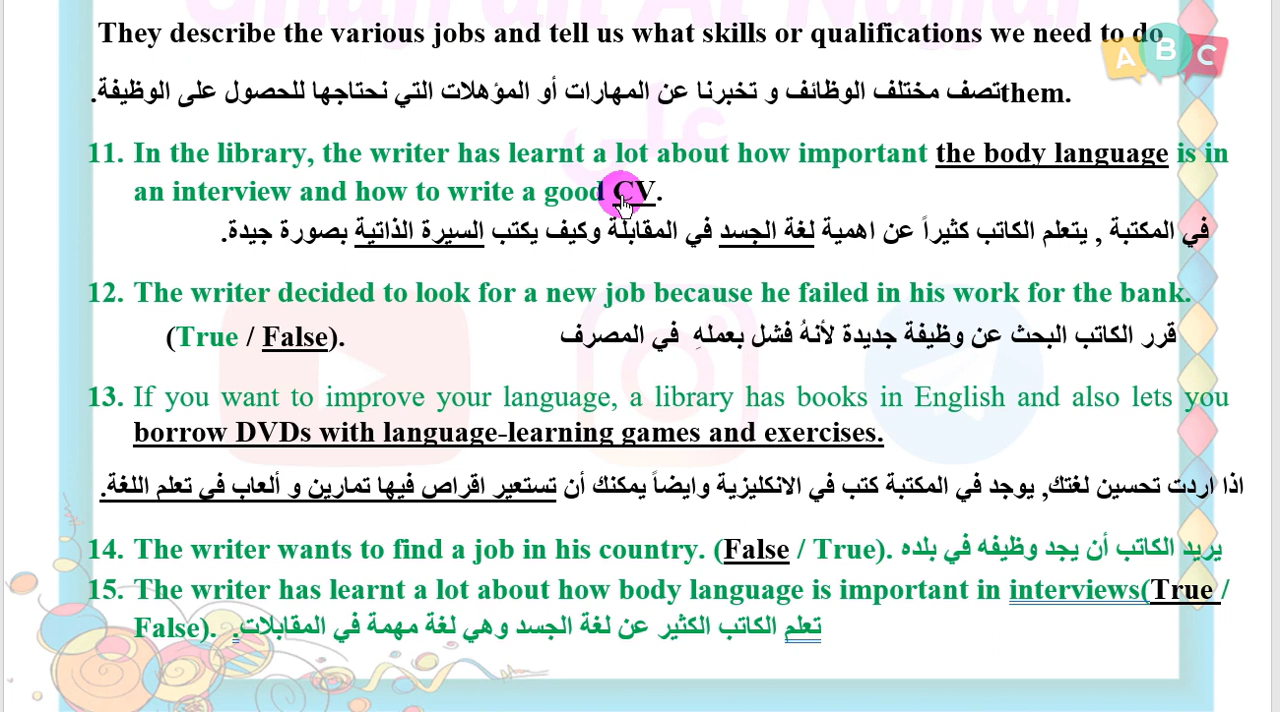 They describe the various jobs and tell us what skills or qualifications we need to do
them.تصف مختلف الوظائف و تخبرنا عن المهارات أو المؤهلات التي نحتاجها للحصول على الوظيفة.
A B C
11. In the library, the writer has learnt a lot about how important the body language is in
an interview and how to write a good CV.
في المكتبة , يتعلم الكاتب كثيراً عن اهمية لغة الجسد في المقابلة وكيف يكتب السيرة الذاتية بصورة جيدة.
12. The writer decided to look for a new job because he failed in his work for the bank.
(True / False). قرر الكاتب البحث عن وظيفة جديدة لأنهُ فشل بعملهِ في المصرف
13. If you want to improve your language, a library has books in English and also lets you
borrow DVDs with language-learning games and exercises.
اذا اردت تحسين لغتك, يوجد في المكتبة كتب في الانكليزية وايضاً يمكنك أن تستعير اقراص فيها تمارين و ألعاب في تعلم اللغة.
14. The writer wants to find a job in his country. (False / True). يريد الكاتب أن يجد وظيفه في بلده
15. The writer has learnt a lot about how body language is important in interviews(True /
False). تعلم الكاتب الكثير عن لغة الجسد وهي لغة مهمة في المقابلات.